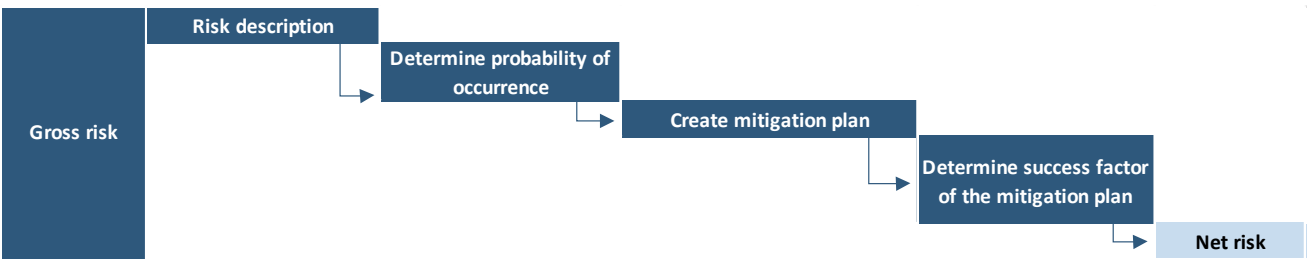 Gross risk
Risk description
Determine probability of
occurrence
Create mitigation plan
Determine success factor
of the mitigation plan
Net risk